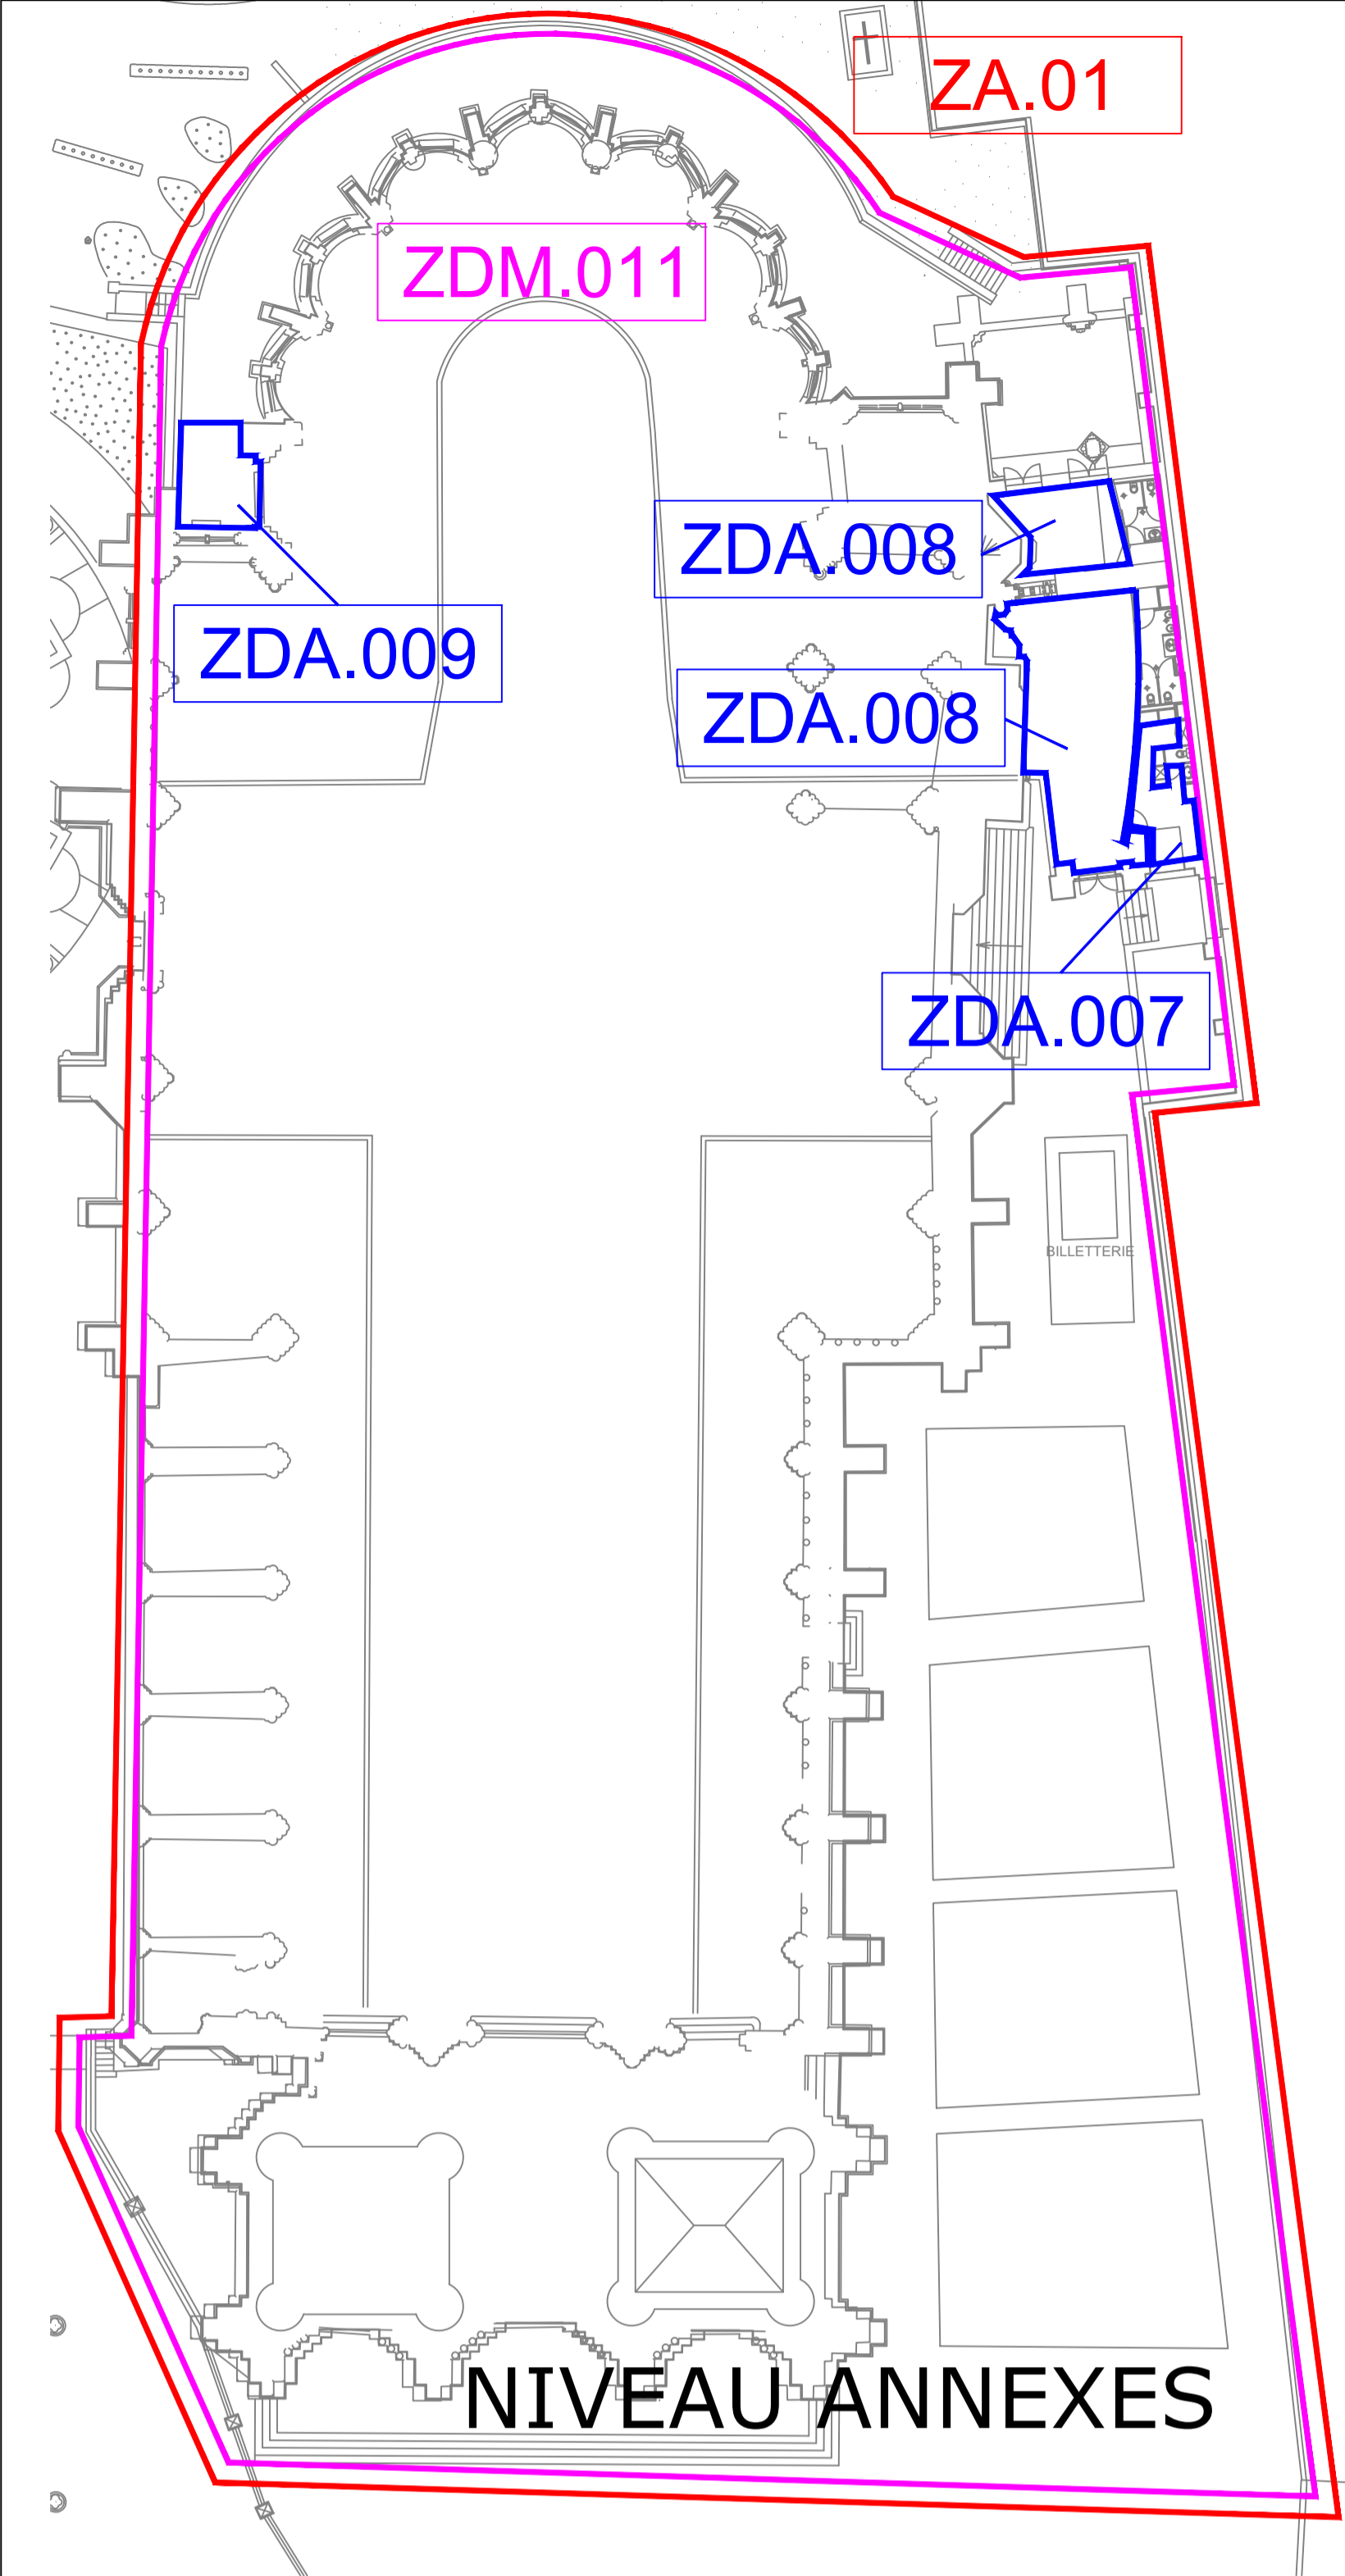 ZA.01
ZDM.011
ZDA.008
ZDA.009
ZDA.008
ZDA.007
BILLETTERIE
NIVEAU ANNEXES